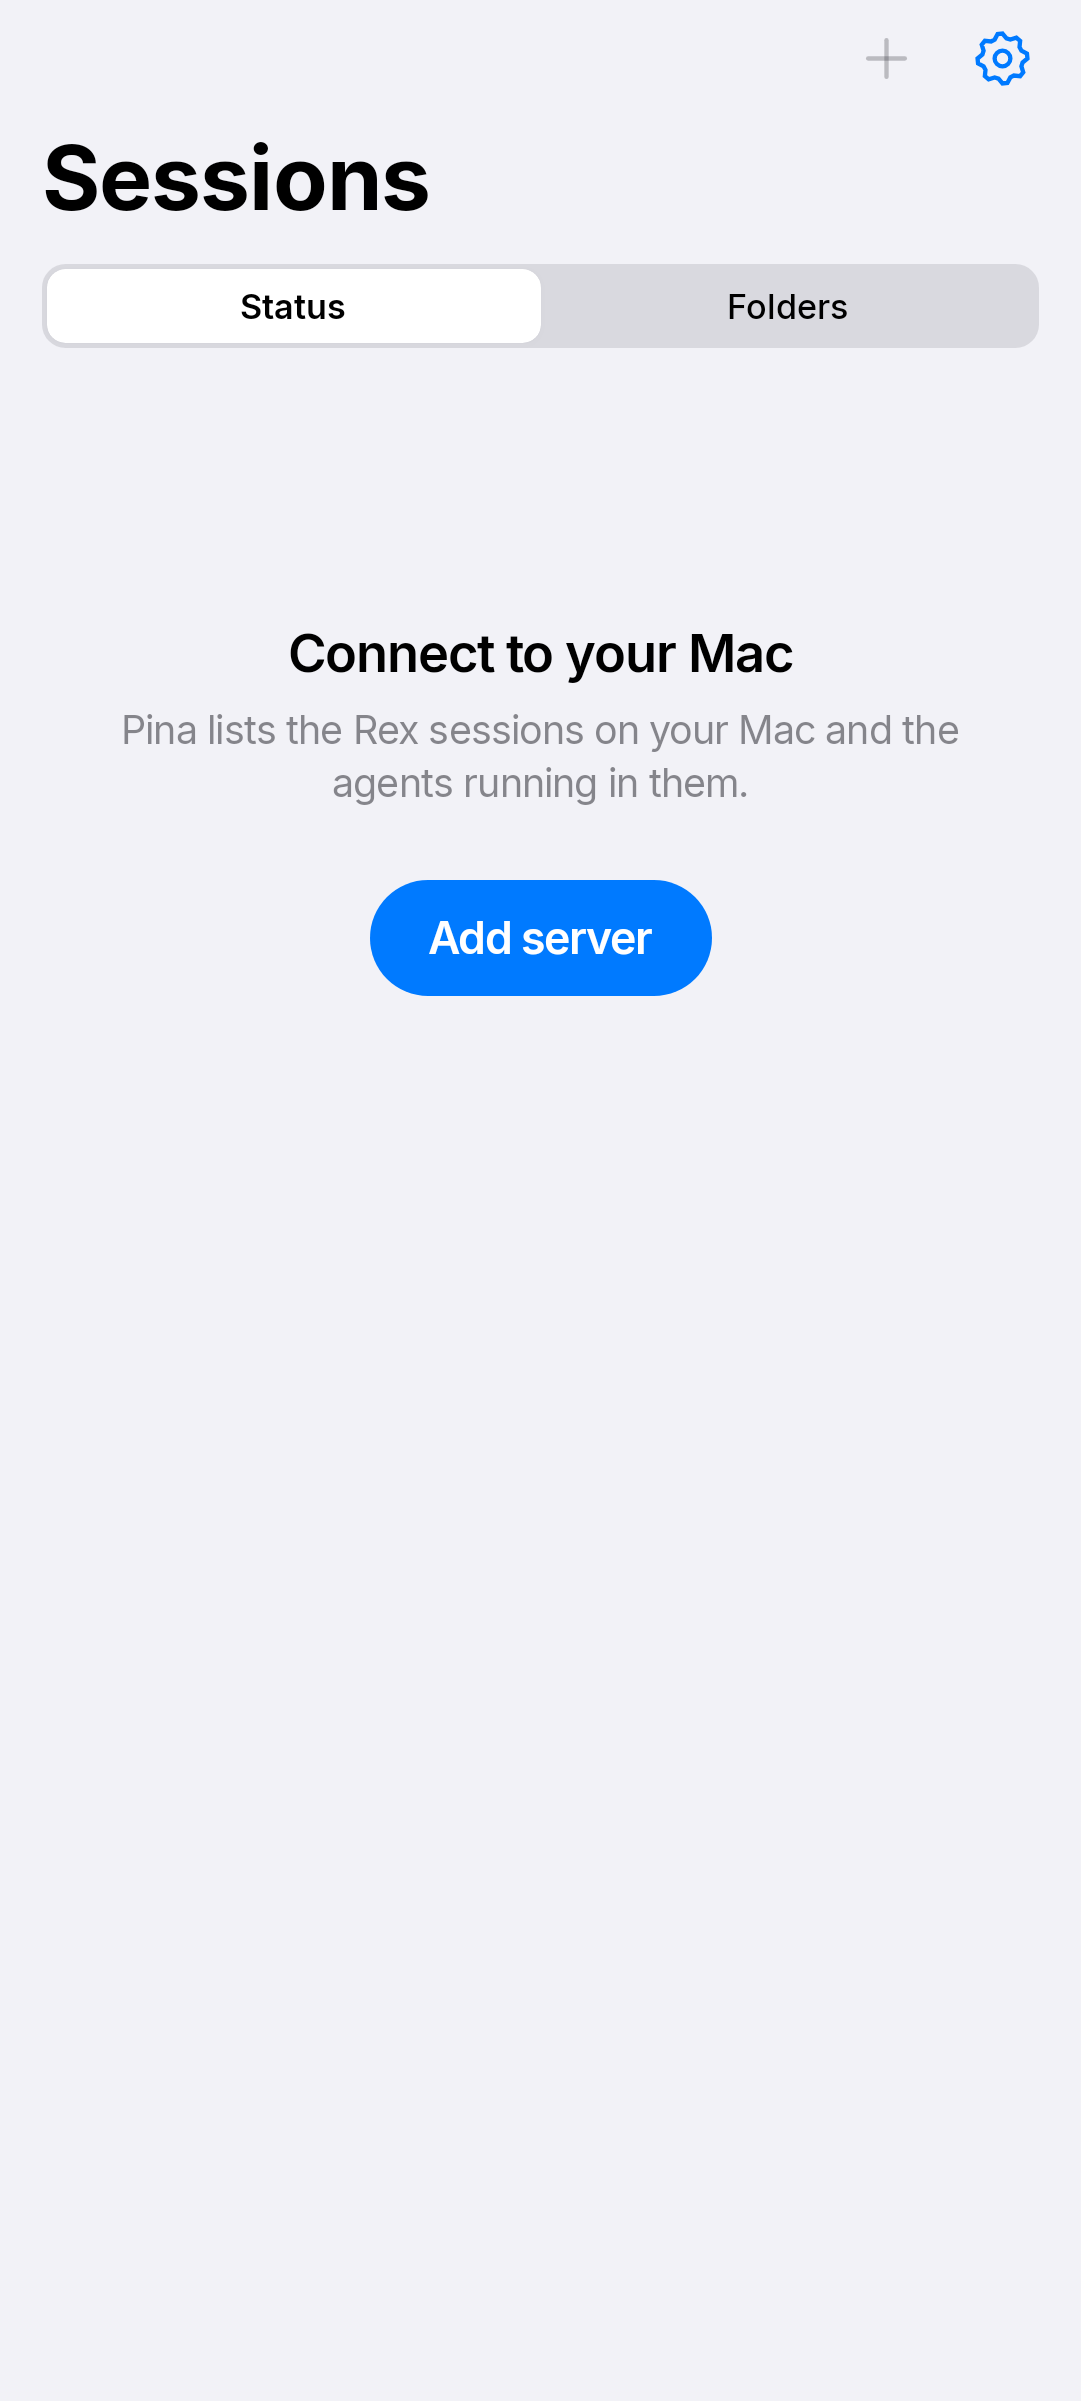 Sessions
Status
Folders
Connect to your Mac
Pina lists the Rex sessions on your Mac and the
agents running in them.
Add server